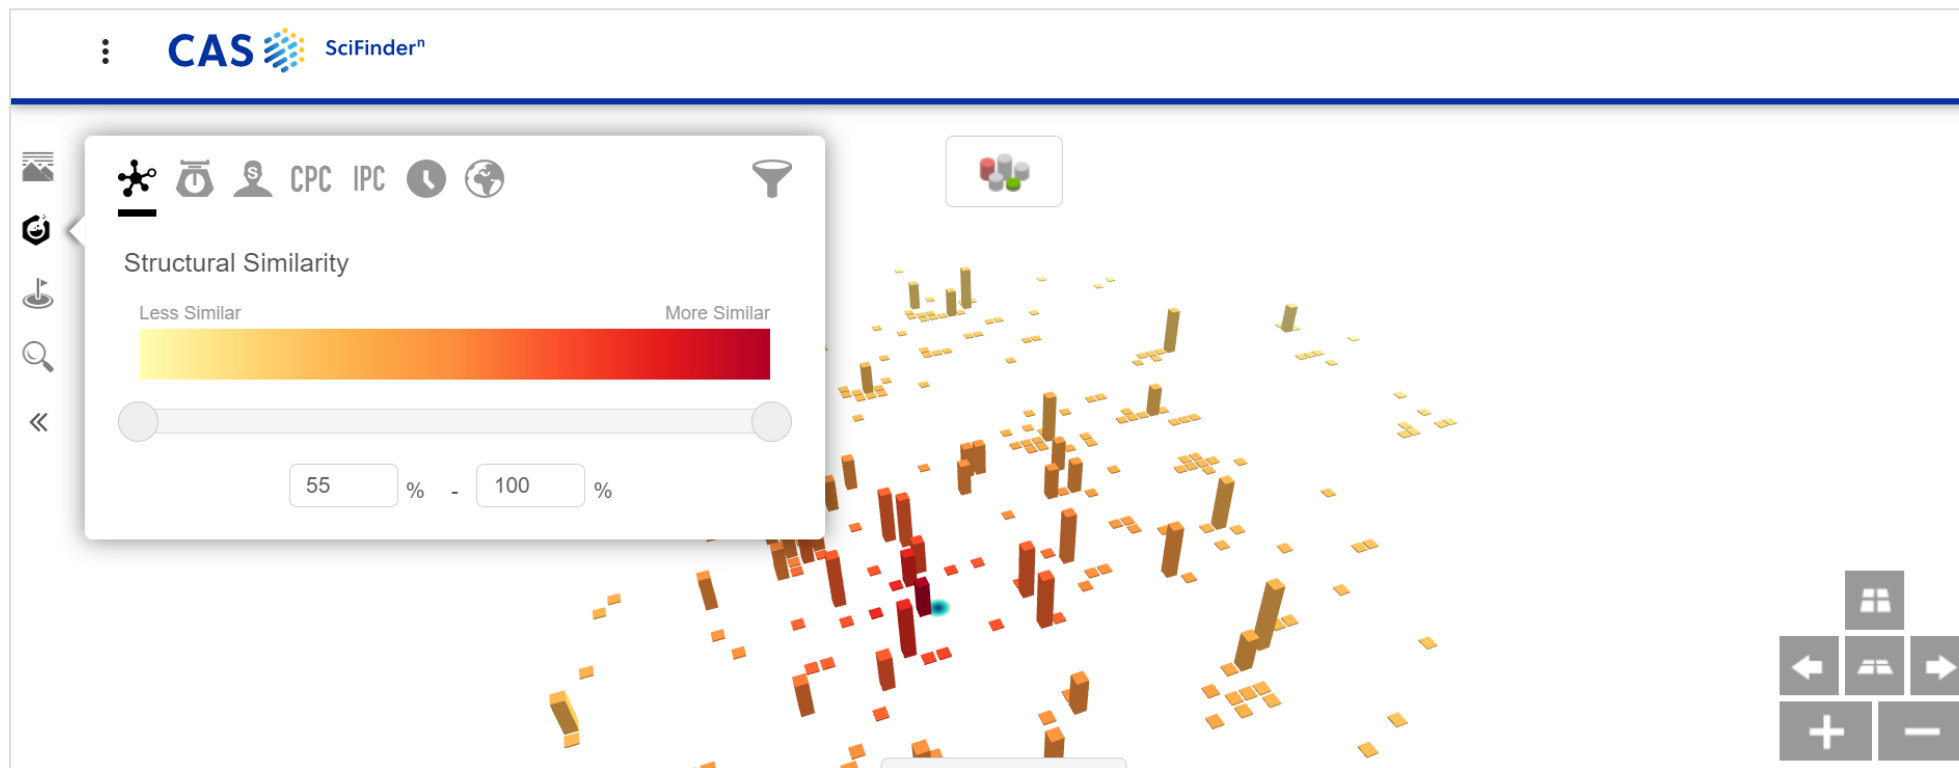 CAS SciFinderⁿ
S CPC IPC
Structural Similarity
Less Similar More Similar
55 % - 100 %